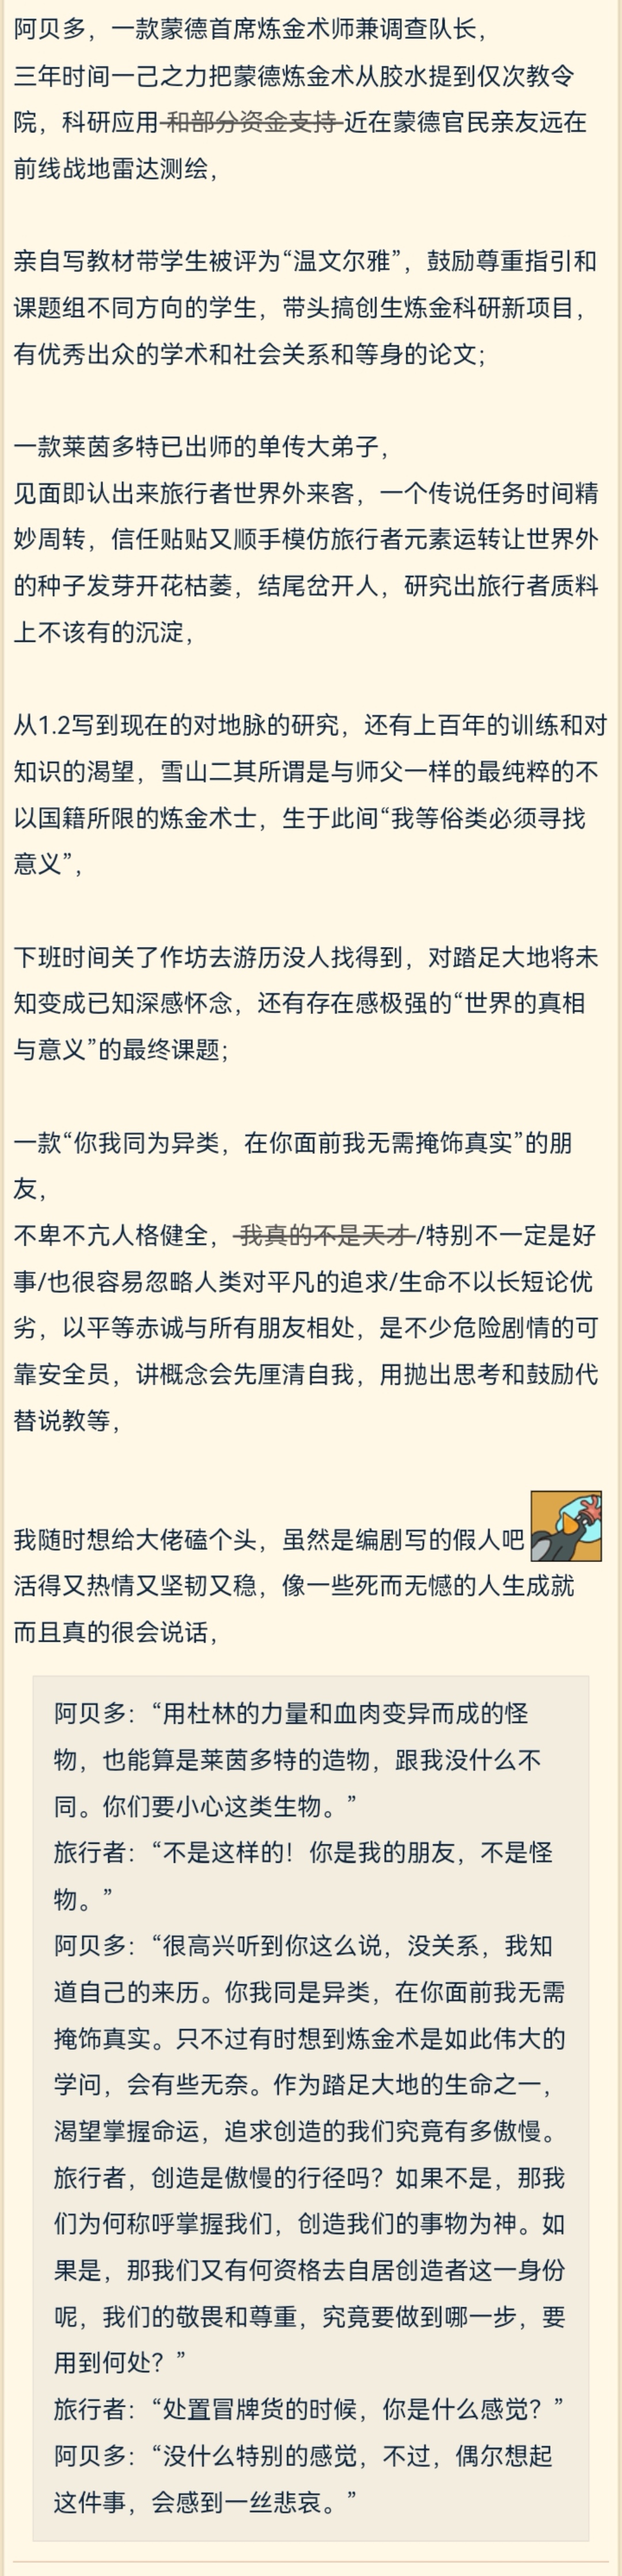 阿贝多，一款蒙德首席炼金术师兼调查队长，
三年时间一己之力把蒙德炼金术从胶水提到仅次教令
院，科研应用 和部分资金支持 近在蒙德官民亲友远在
前线战地雷达测绘，
亲自写教材带学生被评为“温文尔雅”，鼓励尊重指引和
课题组不同方向的学生，带头搞创生炼金科研新项目，
有优秀出众的学术和社会关系和等身的论文；
一款莱茵多特已出师的单传大弟子，
见面即认出来旅行者世界外来客，一个传说任务时间精
妙周转，信任贴贴又顺手模仿旅行者元素运转让世界外
的种子发芽开花枯萎，结尾岔开人，研究出旅行者质料
上不该有的沉淀，
从1.2写到现在的对地脉的研究，还有上百年的训练和对
知识的渴望，雪山二其所谓是与师父一样的最纯粹的不
以国籍所限的炼金术士，生于此间“我等俗类必须寻找
意义”，
下班时间关了作坊去游历没人找得到，对踏足大地将未
知变成已知深感怀念，还有存在感极强的“世界的真相
与意义”的最终课题；
一款“你我同为异类，在你面前我无需掩饰真实”的朋
友，
不卑不亢人格健全， 我真的不是天才 /特别不一定是好
事/也很容易忽略人类对平凡的追求/生命不以长短论优
劣，以平等赤诚与所有朋友相处，是不少危险剧情的可
靠安全员，讲概念会先厘清自我，用抛出思考和鼓励代
替说教等，
我随时想给大佬磕个头，虽然是编剧写的假人吧
活得又热情又坚韧又稳，像一些死而无憾的人生成就
而且真的很会说话，
阿贝多：“用杜林的力量和血肉变异而成的怪
物，也能算是莱茵多特的造物，跟我没什么不
同。你们要小心这类生物。”
旅行者：“不是这样的！你是我的朋友，不是怪
物。”
阿贝多：“很高兴听到你这么说，没关系，我知
道自己的来历。你我同是异类，在你面前我无需
掩饰真实。只不过有时想到炼金术是如此伟大的
学问，会有些无奈。作为踏足大地的生命之一，
渴望掌握命运，追求创造的我们究竟有多傲慢。
旅行者，创造是傲慢的行径吗？如果不是，那我
们为何称呼掌握我们，创造我们的事物为神。如
果是，那我们又有何资格去自居创造者这一身份
呢，我们的敬畏和尊重，究竟要做到哪一步，要
用到何处？”
旅行者：“处置冒牌货的时候，你是什么感觉？”
阿贝多：“没什么特别的感觉，不过，偶尔想起
这件事，会感到一丝悲哀。”